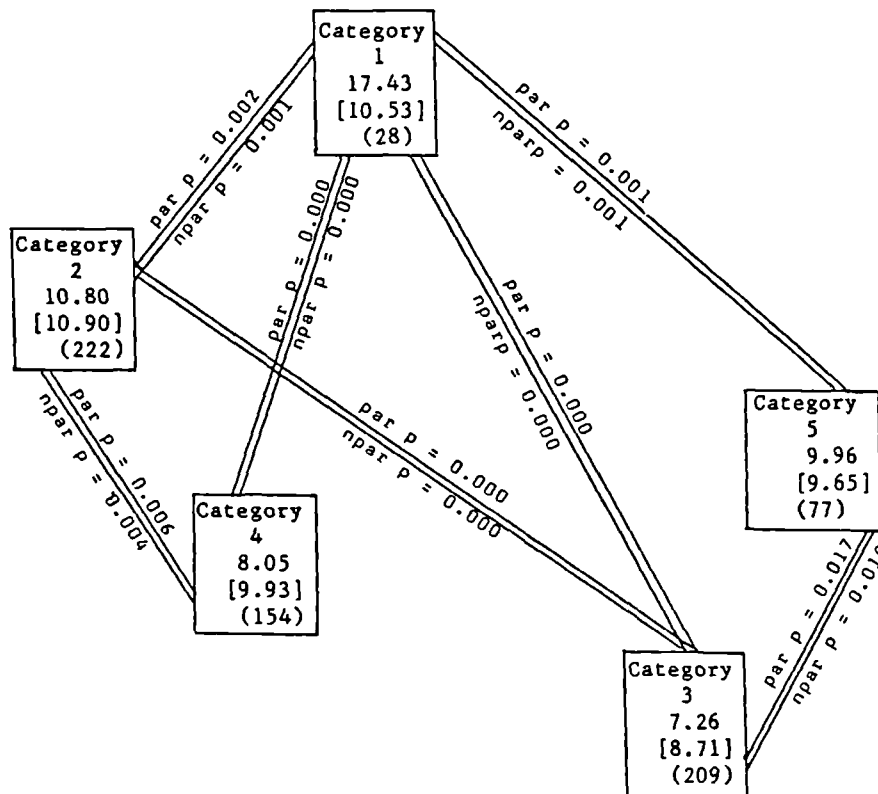 Category
1
17.43
[10.53]
(28)
par p = 0.002
npar p = 0.001
par p = 0.000
npar p = 0.000
par p = 0.000
nparp = 0.000
par p = 0.001
nparp = 0.001
Category
2
10.80
[10.90]
(222)
par p = 0.006
npar p = 0.004
par p = 0.000
npar p = 0.000
Category
5
9.96
[9.65]
(77)
Category
4
8.05
[9.93]
(154)
par p = 0.017
npar p =
Category
3
7.26
[8.71]
(209)